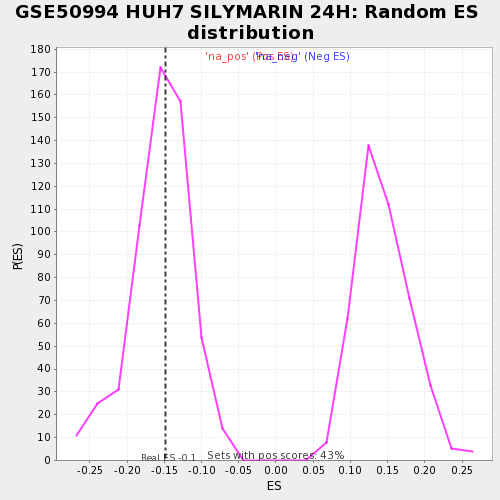 GSE50994 HUH7 SILYMARIN 24H: Random ES
distribution
'na_pos' (Pos ES) 'na_neg' (Neg ES)
180
170
160
150
140
130
120
110
100
90
80
70
60
50
40
30
20
10
0
P(ES)
Real ES -0.1
Sets with pos scores: 43%
-0.25 -0.20 -0.15 -0.10 -0.05 0.00 0.05 0.10 0.15 0.20 0.25
ES